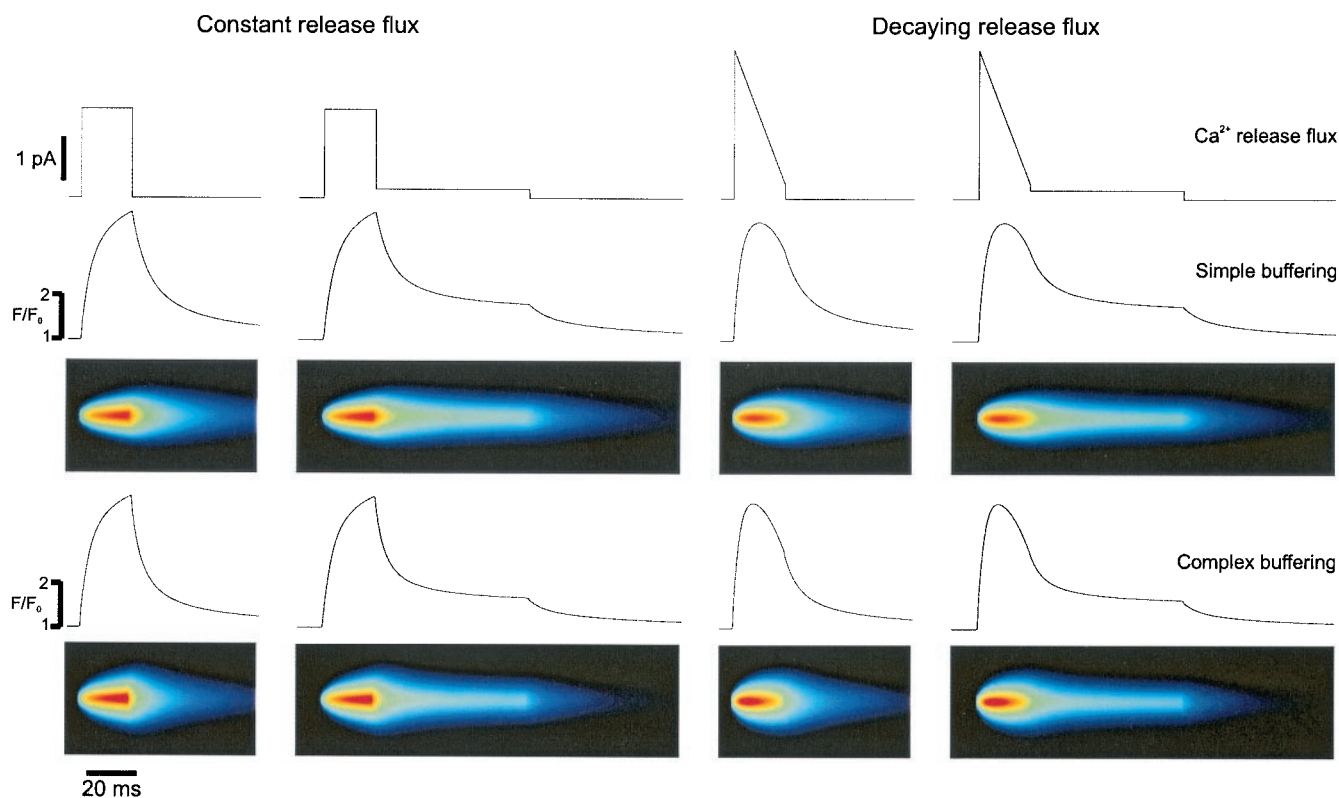 Constant release flux
Decaying release flux
1 pA
Ca²⁺ release flux
Simple buffering
2
F/F₀
1
Complex buffering
2
F/F₀
1
20 ms